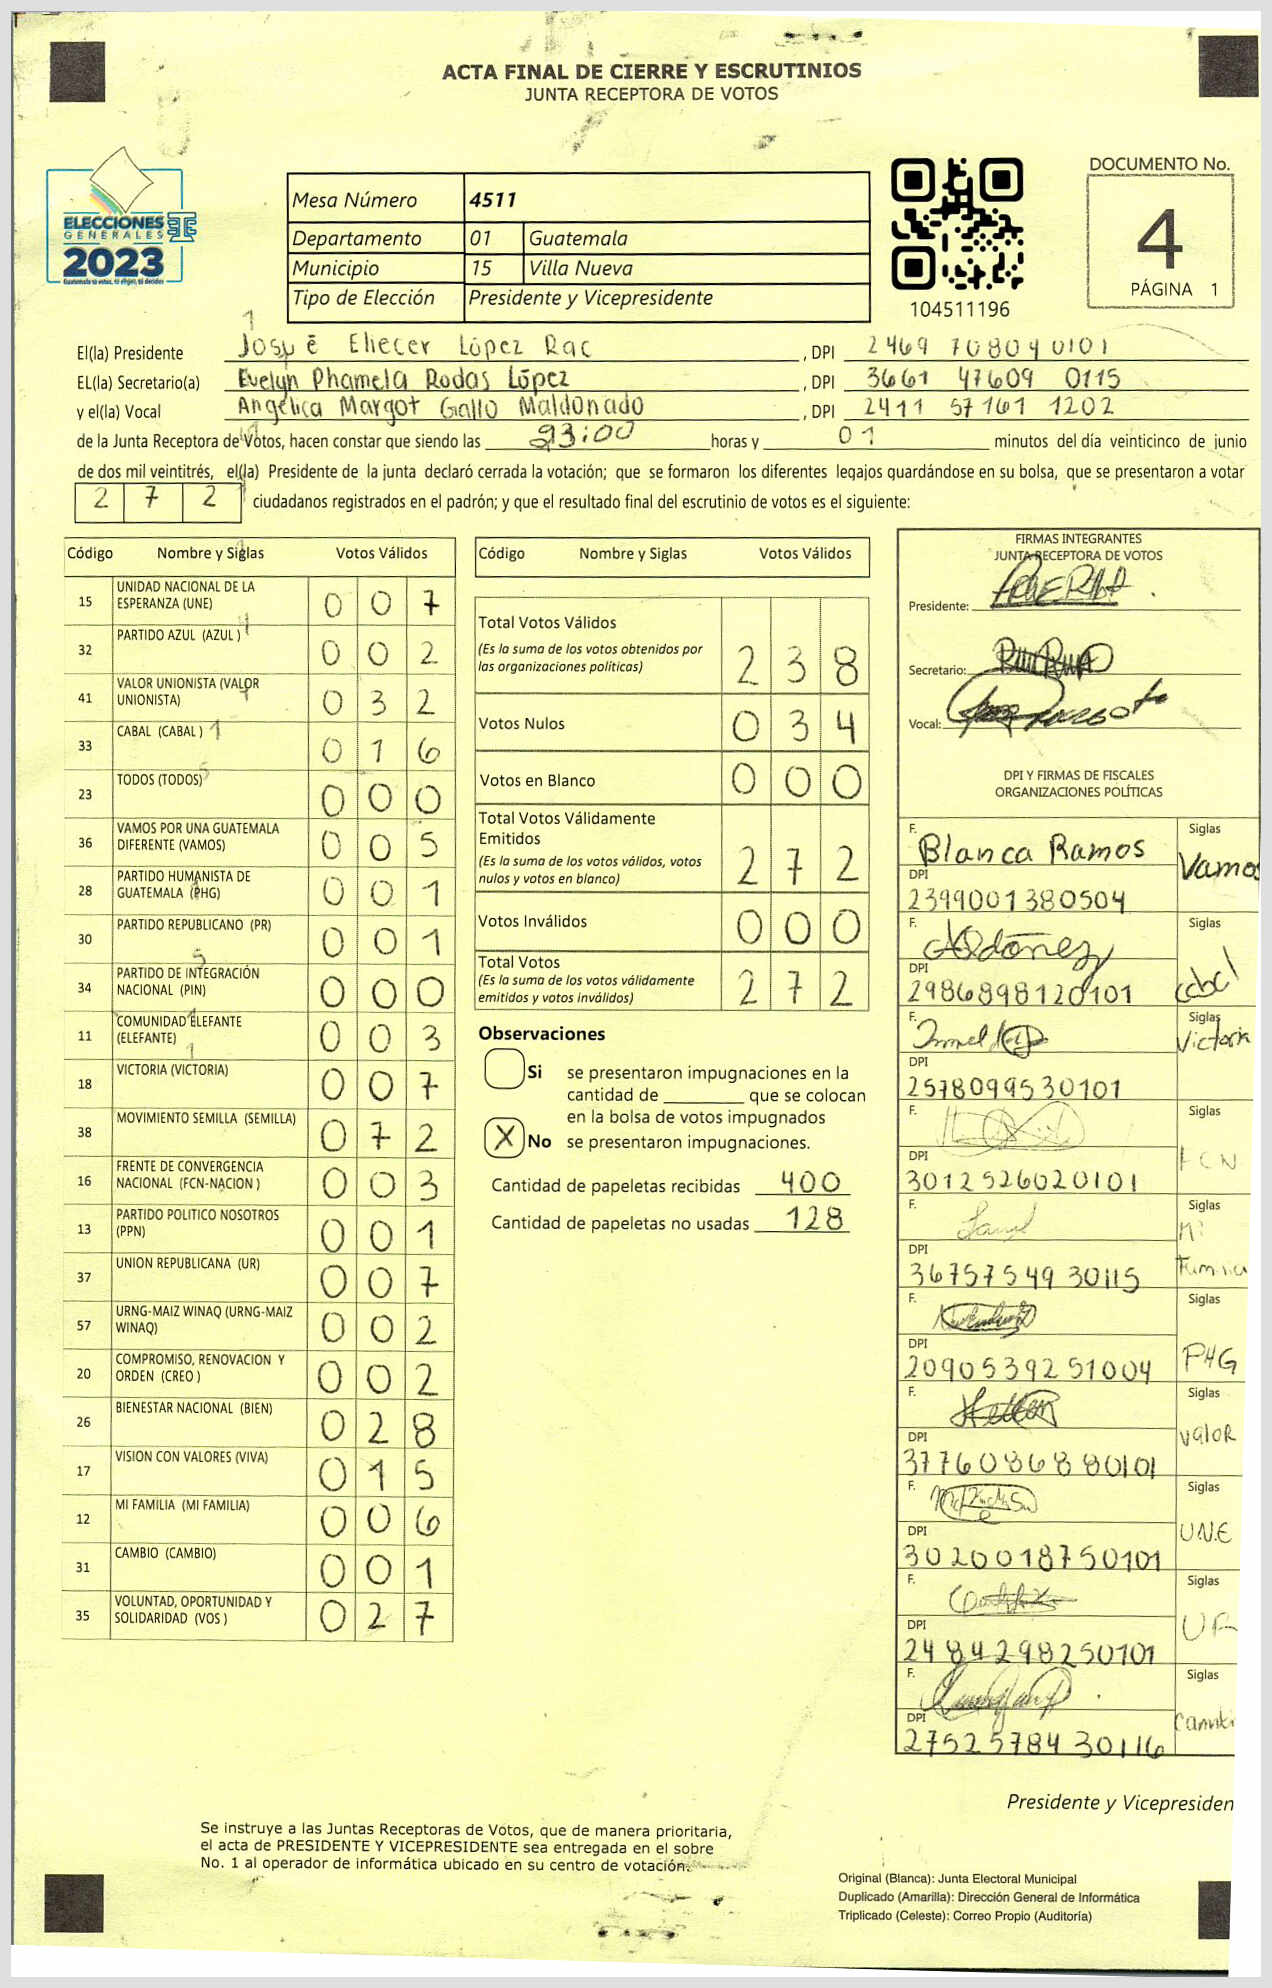 ACTA FINAL DE CIERRE Y ESCRUTINIOS
JUNTA RECEPTORA DE VOTOS
ELECCIONES
GENERALES
2023
Mesa Número 4511
Departamento 01 Guatemala
Municipio 15 Villa Nueva
Tipo de Elección Presidente y Vicepresidente
104511196
DOCUMENTO No.
4
PÁGINA 1
El(la) Presidente Josué Eliecer López Rac , DPI 2469 70804 0101
EL(la) Secretario(a) Evelyn Phamela Rodas López , DPI 3661 47609 0115
y el(la) Vocal Angélica Margot Gallo Maldonado , DPI 2411 57161 1202
de la Junta Receptora de Votos, hacen constar que siendo las 23:00 horas y 01 minutos del día veinticinco de junio
de dos mil veintitrés, el(la) Presidente de la junta declaró cerrada la votación; que se formaron los diferentes legajos guardándose en su bolsa, que se presentaron a votar
2 7 2 ciudadanos registrados en el padrón; y que el resultado final del escrutinio de votos es el siguiente:
Código Nombre y Siglas Votos Válidos
15 UNIDAD NACIONAL DE LA ESPERANZA (UNE) 0 0 7
32 PARTIDO AZUL (AZUL ) 0 0 2
41 VALOR UNIONISTA (VALOR UNIONISTA) 0 3 2
33 CABAL (CABAL ) 0 1 6
23 TODOS (TODOS) 0 0 0
36 VAMOS POR UNA GUATEMALA DIFERENTE (VAMOS) 0 0 5
28 PARTIDO HUMANISTA DE GUATEMALA (PHG) 0 0 1
30 PARTIDO REPUBLICANO (PR) 0 0 1
34 PARTIDO DE INTEGRACIÓN NACIONAL (PIN) 0 0 0
11 COMUNIDAD ELEFANTE (ELEFANTE) 0 0 3
18 VICTORIA (VICTORIA) 0 0 7
38 MOVIMIENTO SEMILLA (SEMILLA) 0 7 2
16 FRENTE DE CONVERGENCIA NACIONAL (FCN-NACION ) 0 0 3
13 PARTIDO POLITICO NOSOTROS (PPN) 0 0 1
37 UNION REPUBLICANA (UR) 0 0 7
57 URNG-MAIZ WINAQ (URNG-MAIZ WINAQ) 0 0 2
20 COMPROMISO, RENOVACION Y ORDEN (CREO ) 0 0 2
26 BIENESTAR NACIONAL (BIEN) 0 2 8
17 VISION CON VALORES (VIVA) 0 1 5
12 MI FAMILIA (MI FAMILIA) 0 0 6
31 CAMBIO (CAMBIO) 0 0 1
35 VOLUNTAD, OPORTUNIDAD Y SOLIDARIDAD (VOS ) 0 2 7
Código Nombre y Siglas Votos Válidos
Total Votos Válidos
(Es la suma de los votos obtenidos por las organizaciones políticas) 2 3 8
Votos Nulos 0 3 4
Votos en Blanco 0 0 0
Total Votos Válidamente Emitidos
(Es la suma de los votos válidos, votos nulos y votos en blanco) 2 7 2
Votos Inválidos 0 0 0
Total Votos
(Es la suma de los votos válidamente emitidos y votos inválidos) 2 7 2
Observaciones
Si se presentaron impugnaciones en la
cantidad de ________ que se colocan
en la bolsa de votos impugnados
X No se presentaron impugnaciones.
Cantidad de papeletas recibidas 400
Cantidad de papeletas no usadas 128
FIRMAS INTEGRANTES
JUNTA RECEPTORA DE VOTOS
Presidente:
Secretario:
Vocal:
DPI Y FIRMAS DE FISCALES
ORGANIZACIONES POLÍTICAS
F. Blanca Ramos Siglas Vamos
DPI 2399001380504
F. Ordóñez Siglas cabal
DPI 2986898120101
F. Siglas Victoria
DPI 2578099530101
F. Siglas FCN
DPI 3012526020101
F. Siglas Mi Familia
DPI 3675754930115
F. Siglas PHG
DPI 2090539251004
F. Siglas Valor
DPI 3776086880101
F. Siglas UNE
DPI 3020018750101
F. Siglas UR
DPI 2484298250101
F. Siglas Cambio
DPI 2752578430116
Presidente y Vicepresiden
Se instruye a las Juntas Receptoras de Votos, que de manera prioritaria,
el acta de PRESIDENTE Y VICEPRESIDENTE sea entregada en el sobre
No. 1 al operador de informática ubicado en su centro de votación.
Original (Blanca): Junta Electoral Municipal
Duplicado (Amarilla): Dirección General de Informática
Triplicado (Celeste): Correo Propio (Auditoría)